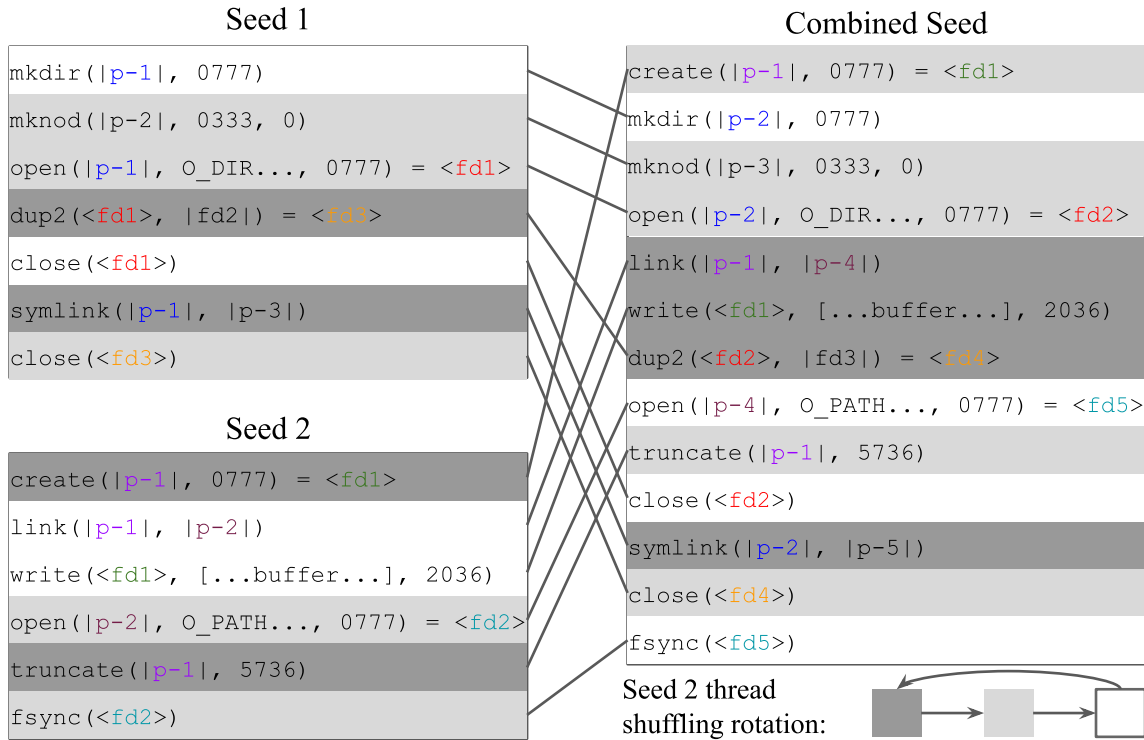 Seed 1
mkdir(|p-1|, 0777)
mknod(|p-2|, 0333, 0)
open(|p-1|, O_DIR..., 0777) = <fd1>
dup2(<fd1>, |fd2|) = <fd3>
close(<fd1>)
symlink(|p-1|, |p-3|)
close(<fd3>)
Seed 2
create(|p-1|, 0777) = <fd1>
link(|p-1|, |p-2|)
write(<fd1>, [...buffer...], 2036)
open(|p-2|, O_PATH..., 0777) = <fd2>
truncate(|p-1|, 5736)
fsync(<fd2>)
Combined Seed
create(|p-1|, 0777) = <fd1>
mkdir(|p-2|, 0777)
mknod(|p-3|, 0333, 0)
open(|p-2|, O_DIR..., 0777) = <fd2>
link(|p-1|, |p-4|)
write(<fd1>, [...buffer...], 2036)
dup2(<fd2>, |fd3|) = <fd4>
open(|p-4|, O_PATH..., 0777) = <fd5>
truncate(|p-1|, 5736)
close(<fd2>)
symlink(|p-2|, |p-5|)
close(<fd4>)
fsync(<fd5>)
Seed 2 thread
shuffling rotation: